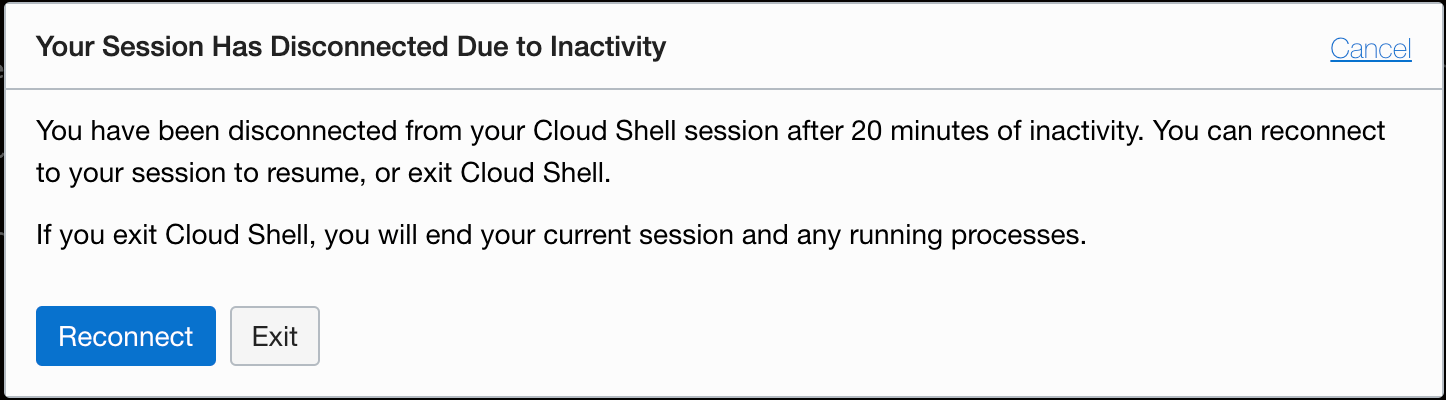 Your Session Has Disconnected Due to Inactivity
Cancel
You have been disconnected from your Cloud Shell session after 20 minutes of inactivity. You can reconnect
to your session to resume, or exit Cloud Shell.
If you exit Cloud Shell, you will end your current session and any running processes.
Reconnect
Exit